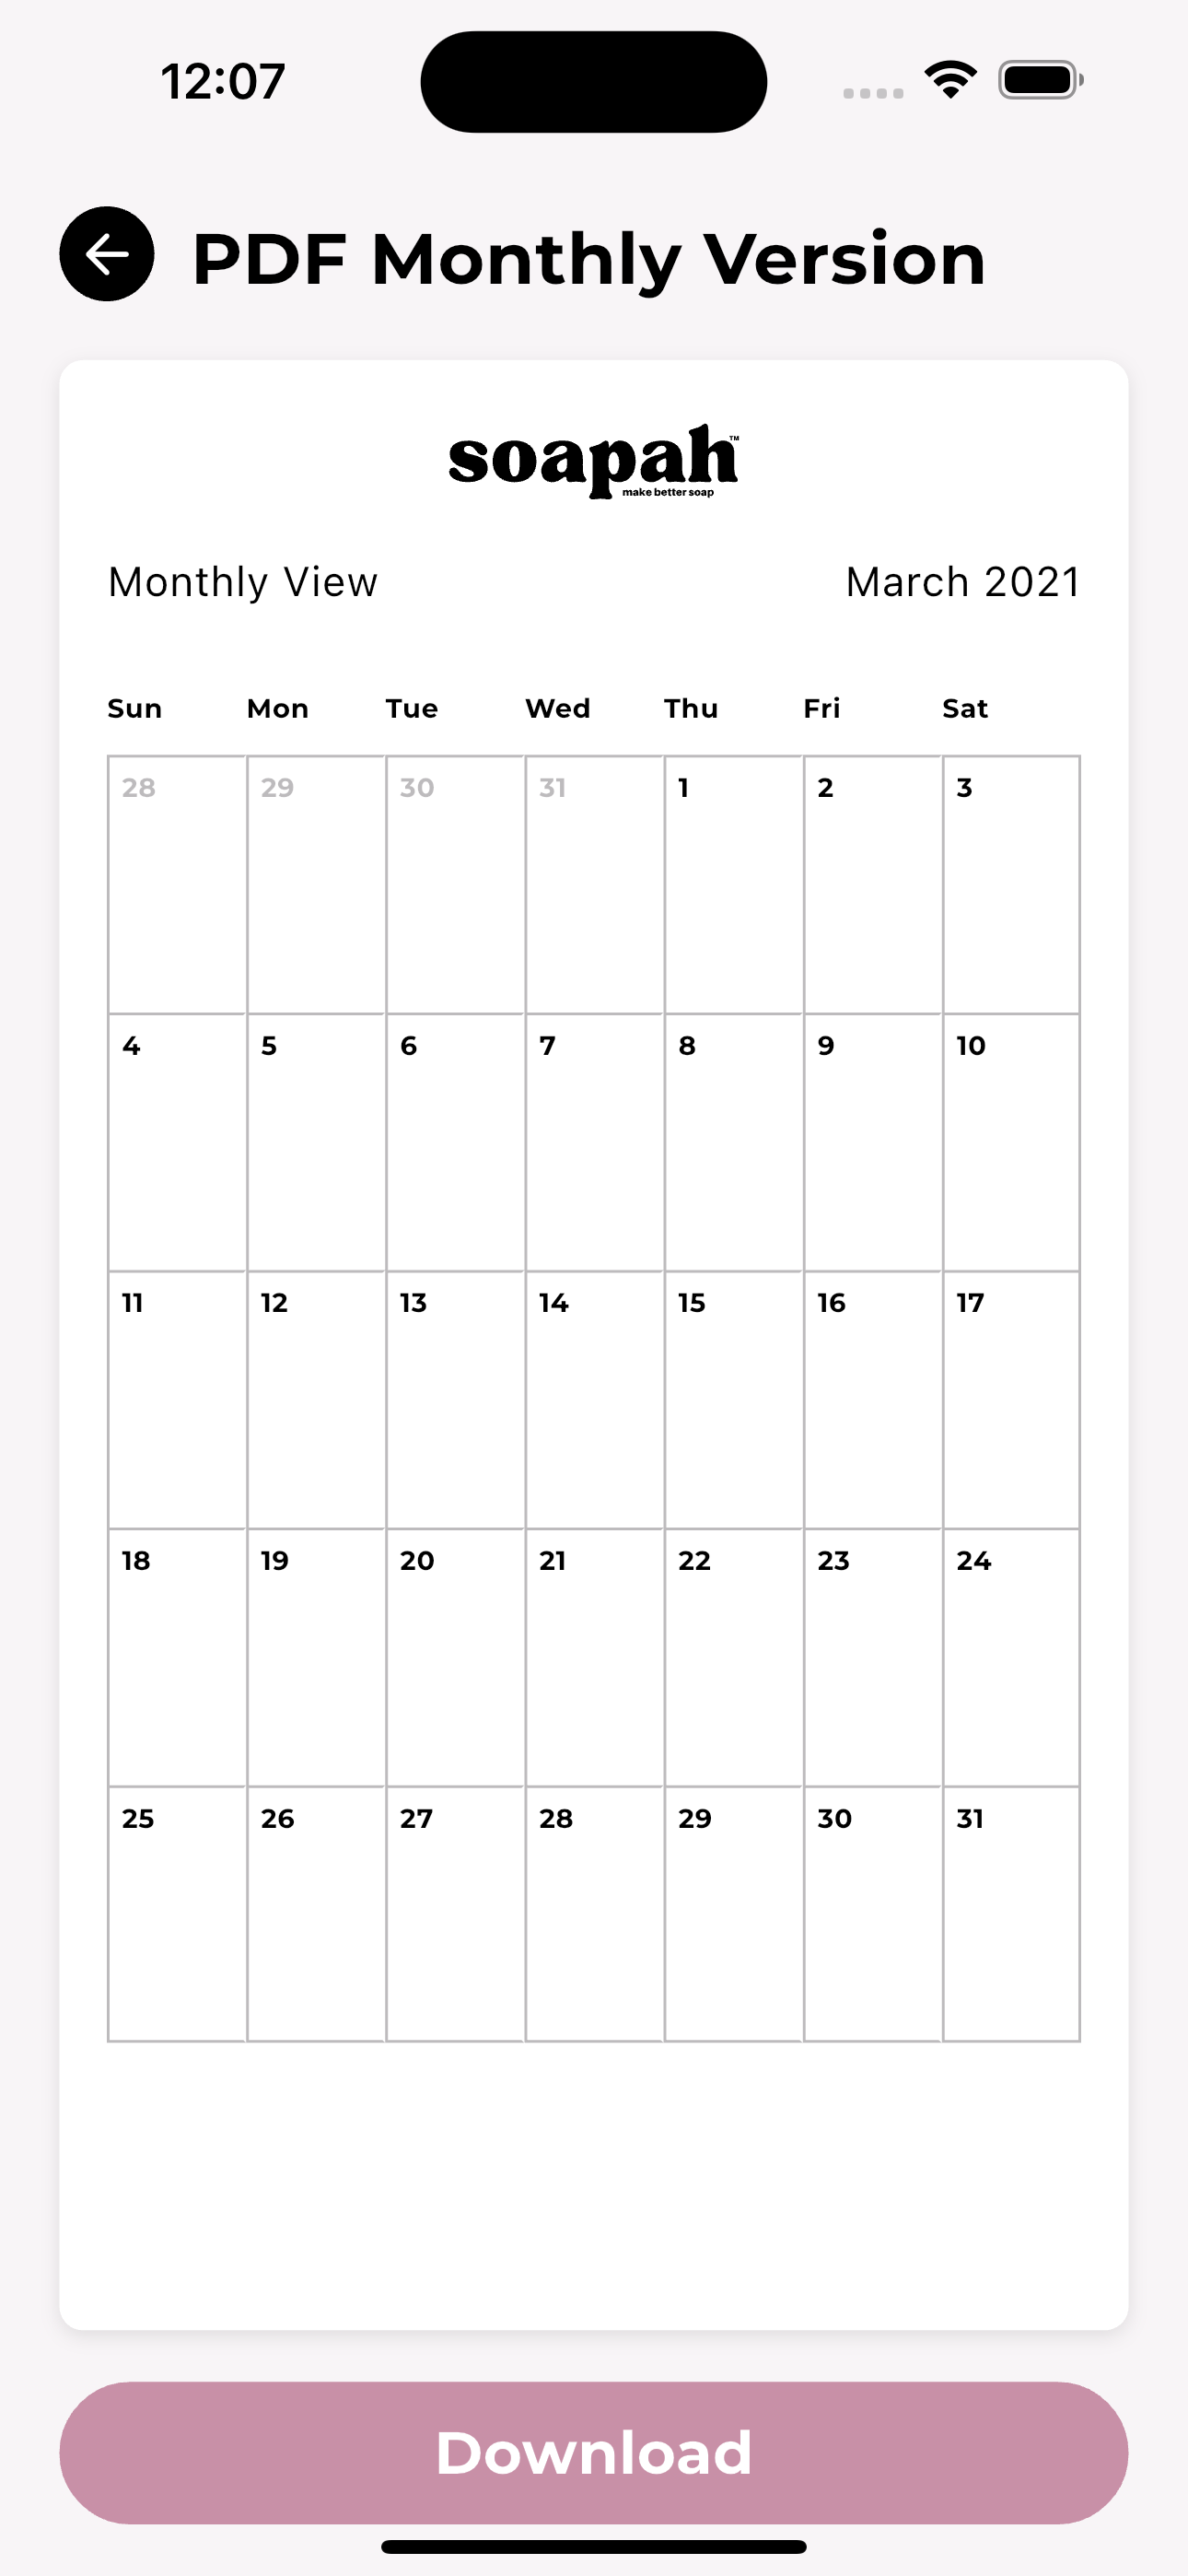 12:07
PDF Monthly Version
soapah™
make better soap
Monthly View March 2021
Sun Mon Tue Wed Thu Fri Sat
28 29 30 31 1 2 3
4 5 6 7 8 9 10
11 12 13 14 15 16 17
18 19 20 21 22 23 24
25 26 27 28 29 30 31
Download